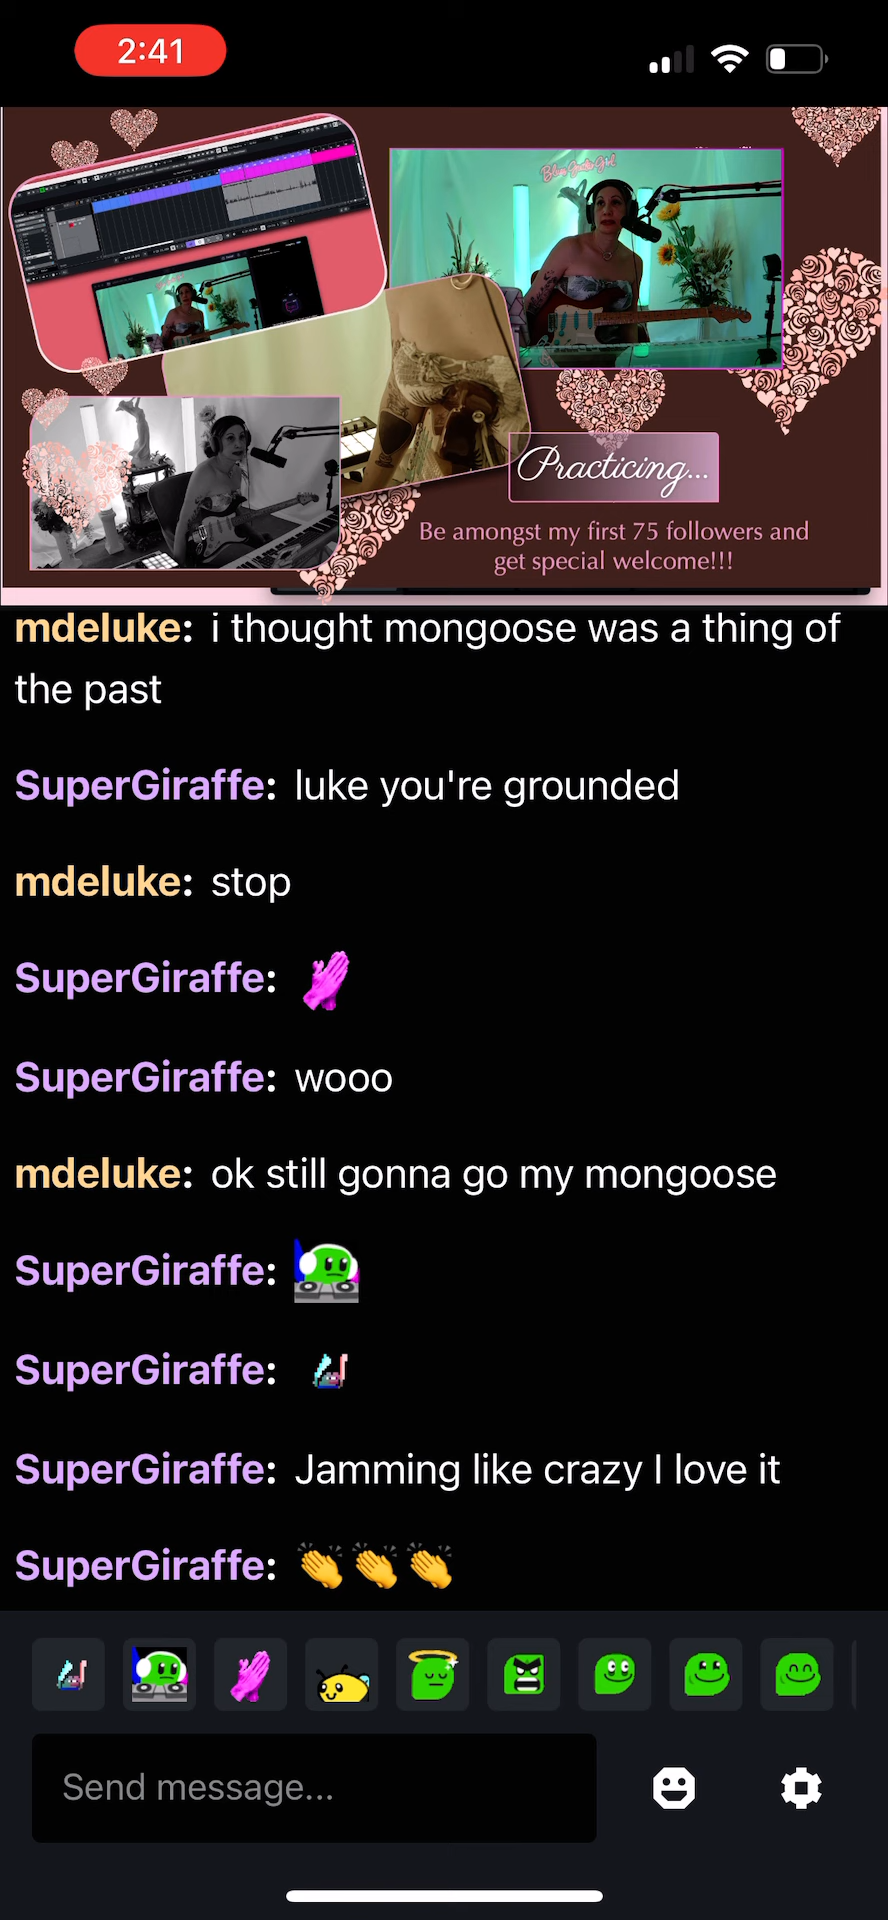 2:41
Practicing...
Be amongst my first 75 followers and
get special welcome!!!
mdeluke: i thought mongoose was a thing of
the past
SuperGiraffe: luke you're grounded
mdeluke: stop
SuperGiraffe:
SuperGiraffe: wooo
mdeluke: ok still gonna go my mongoose
SuperGiraffe:
SuperGiraffe:
SuperGiraffe: Jamming like crazy I love it
SuperGiraffe: 👏👏👏
Send message...